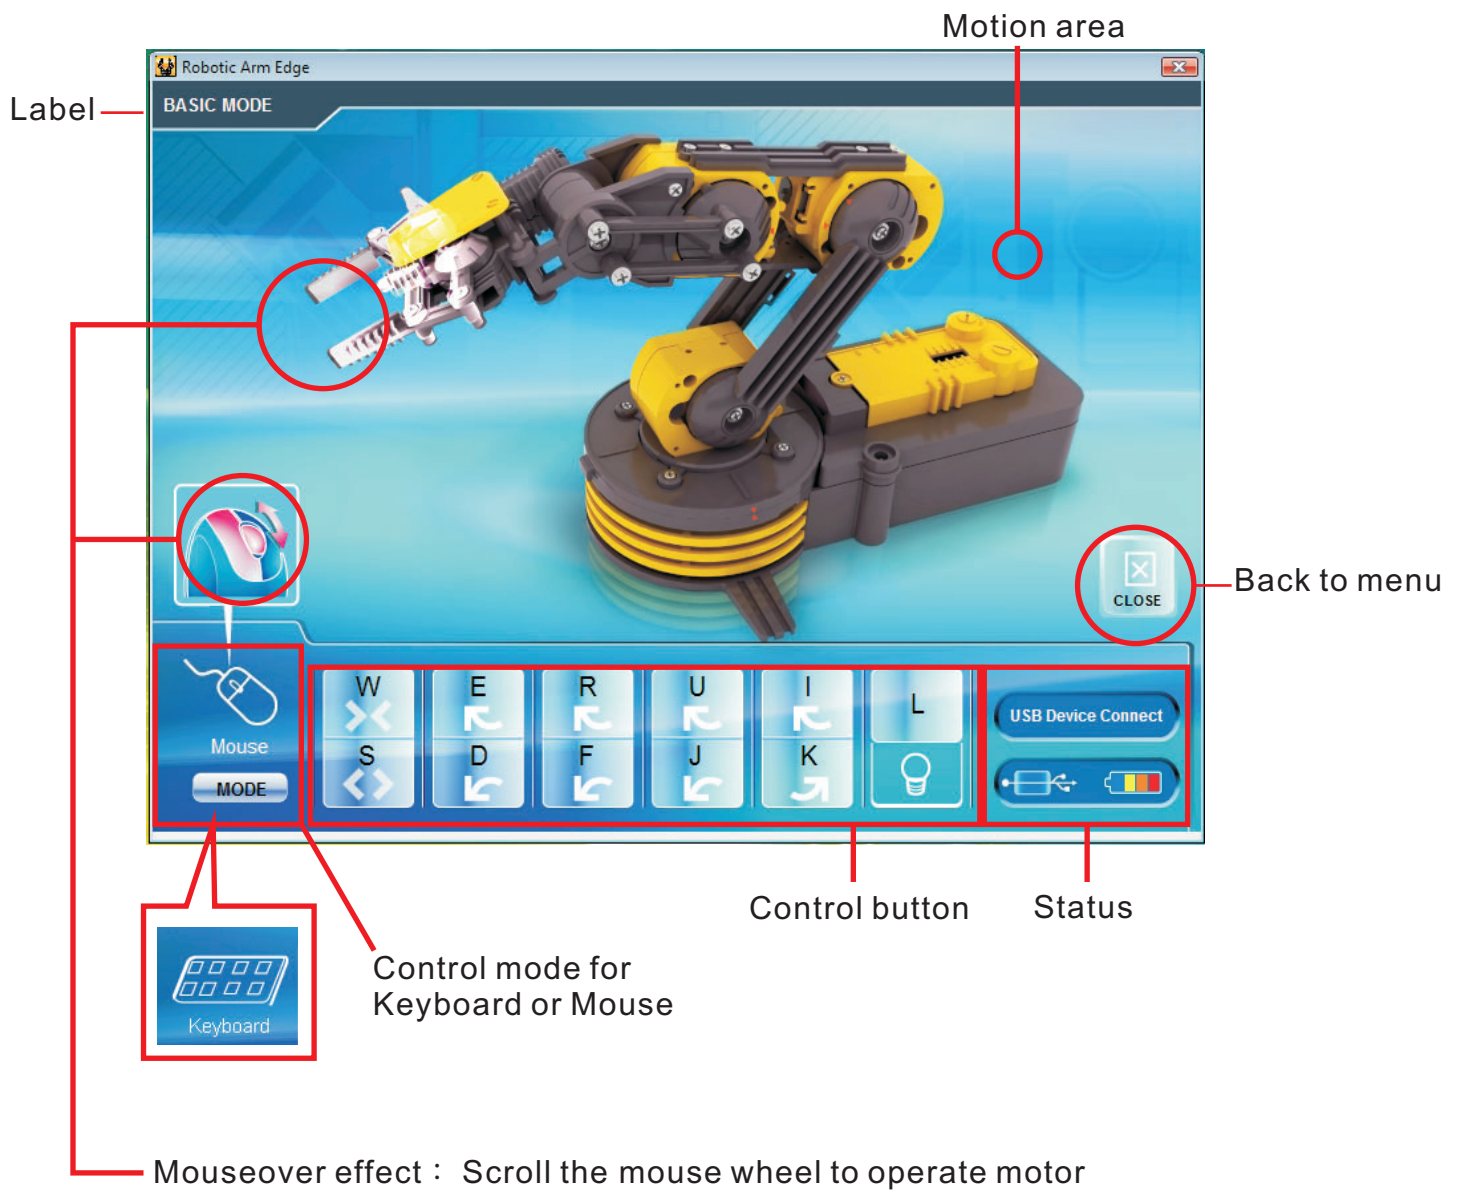 Motion area
Robotic Arm Edge
Label
BASIC MODE
CLOSE
Back to menu
W E R U I L
S D F J K
Mouse
MODE
USB Device Connect
Control button
Status
Keyboard
Control mode for
Keyboard or Mouse
Mouseover effect : Scroll the mouse wheel to operate motor